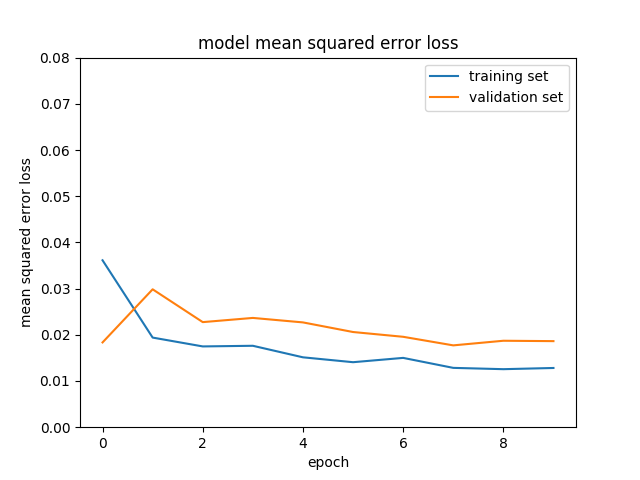 model mean squared error loss
0.08
0.07
0.06
0.05
0.04
0.03
0.02
0.01
0.00
mean squared error loss
training set
validation set
0 2 4 6 8
epoch